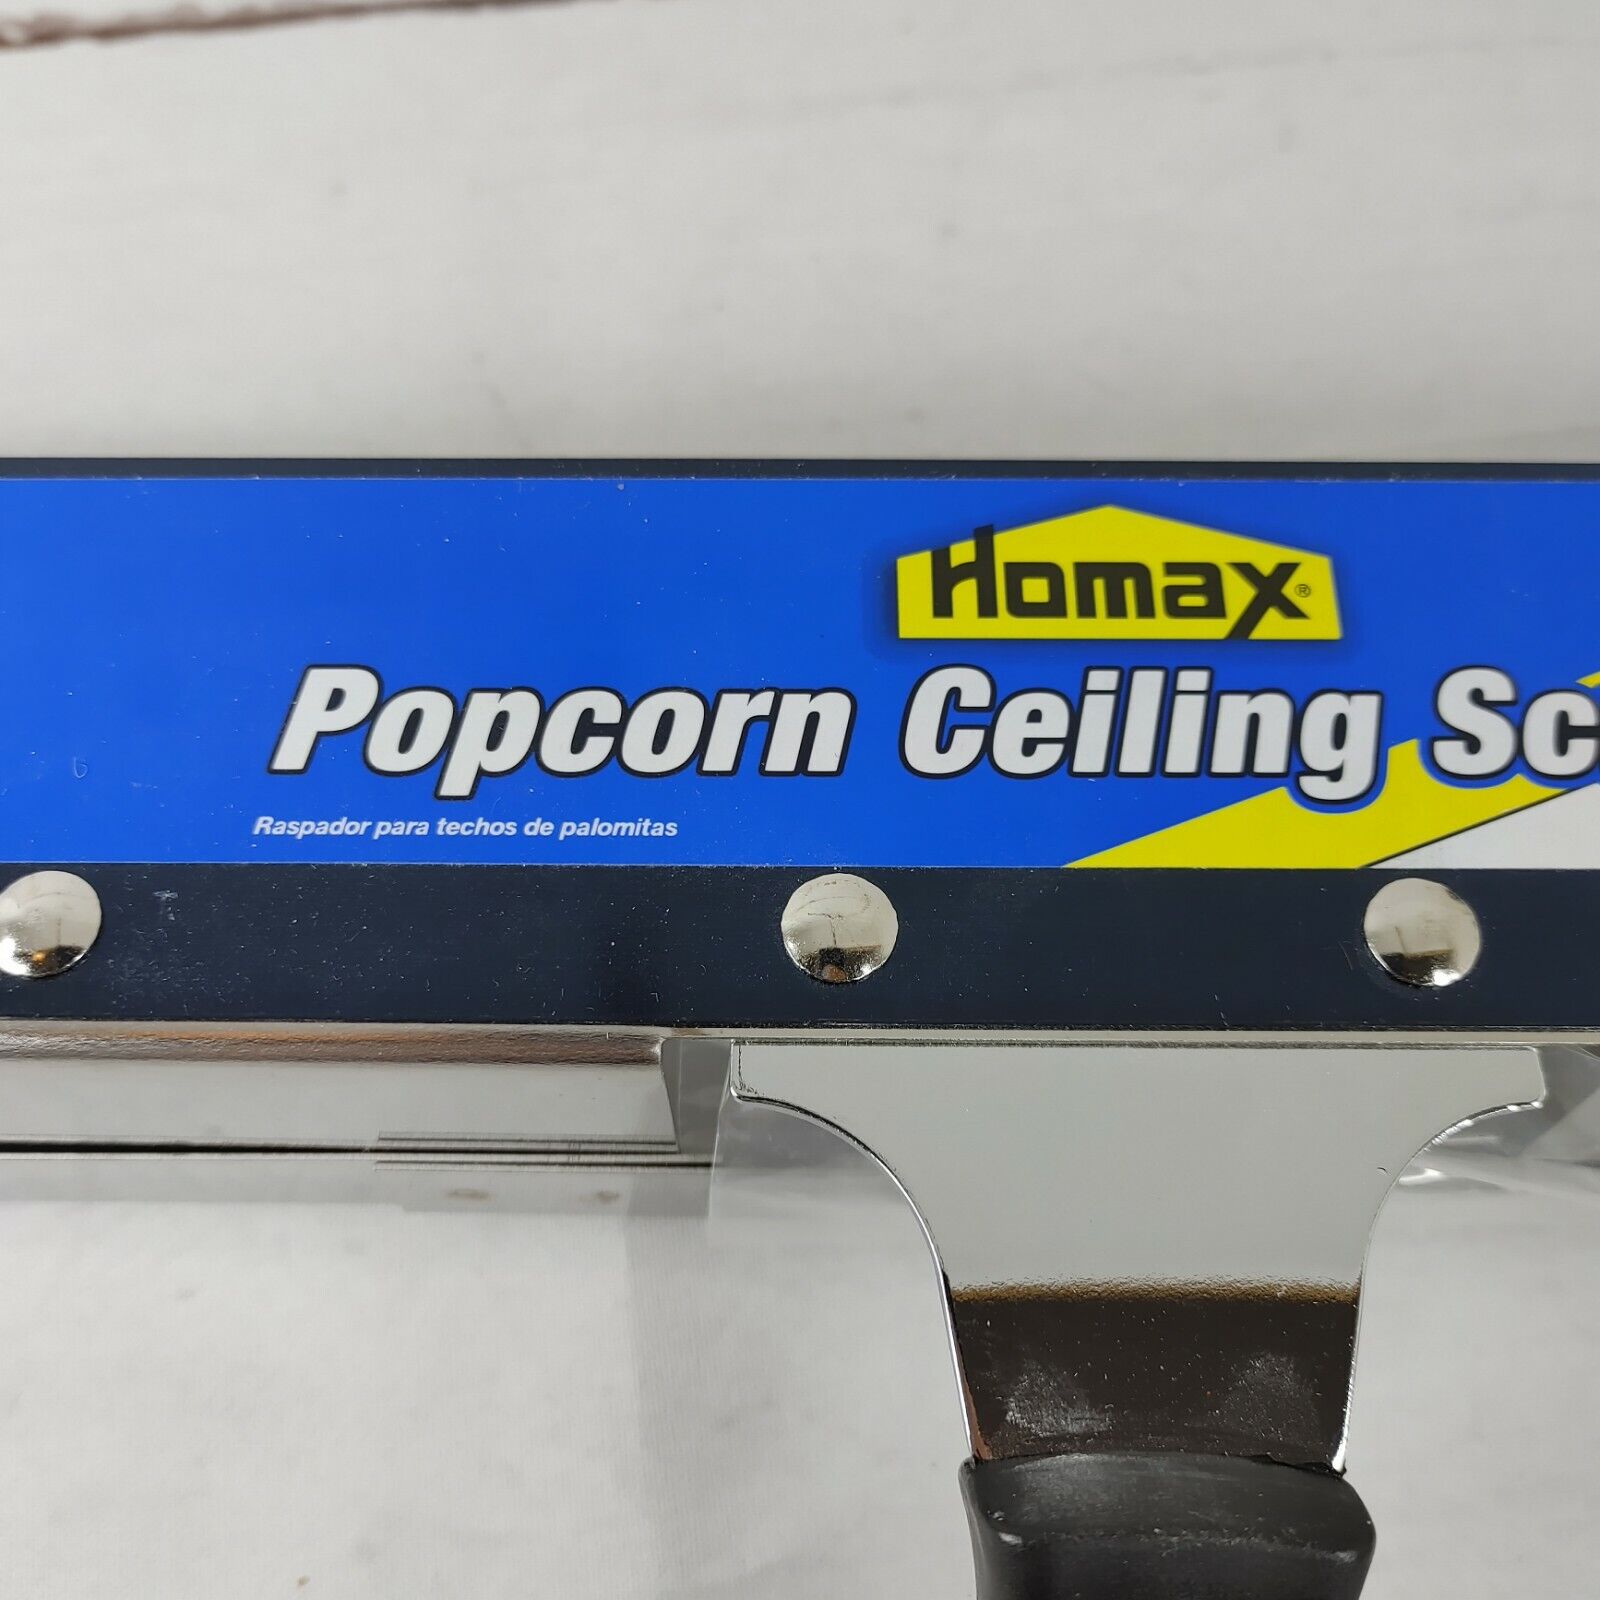 Homax®
Popcorn Ceiling Sc
Raspador para techos de palomitas